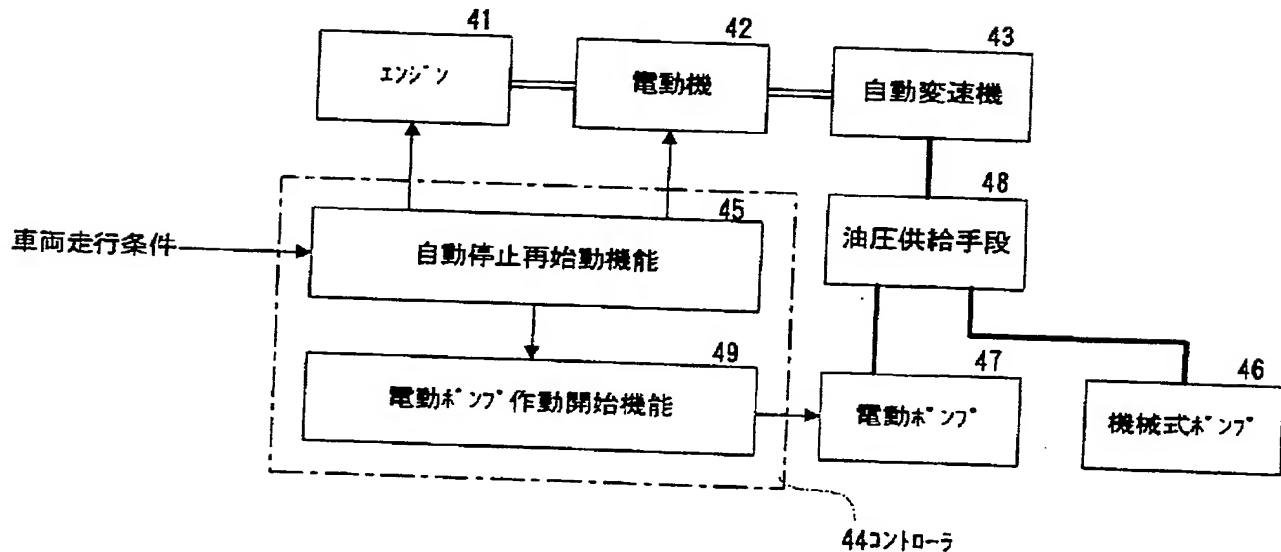 41
42
43
エンジン
電動機
自動変速機
48
45
車両走行条件
自動停止再始動機能
油圧供給手段
49
47
46
電動ポンプ作動開始機能
電動ポンプ
機械式ポンプ
44コントローラ